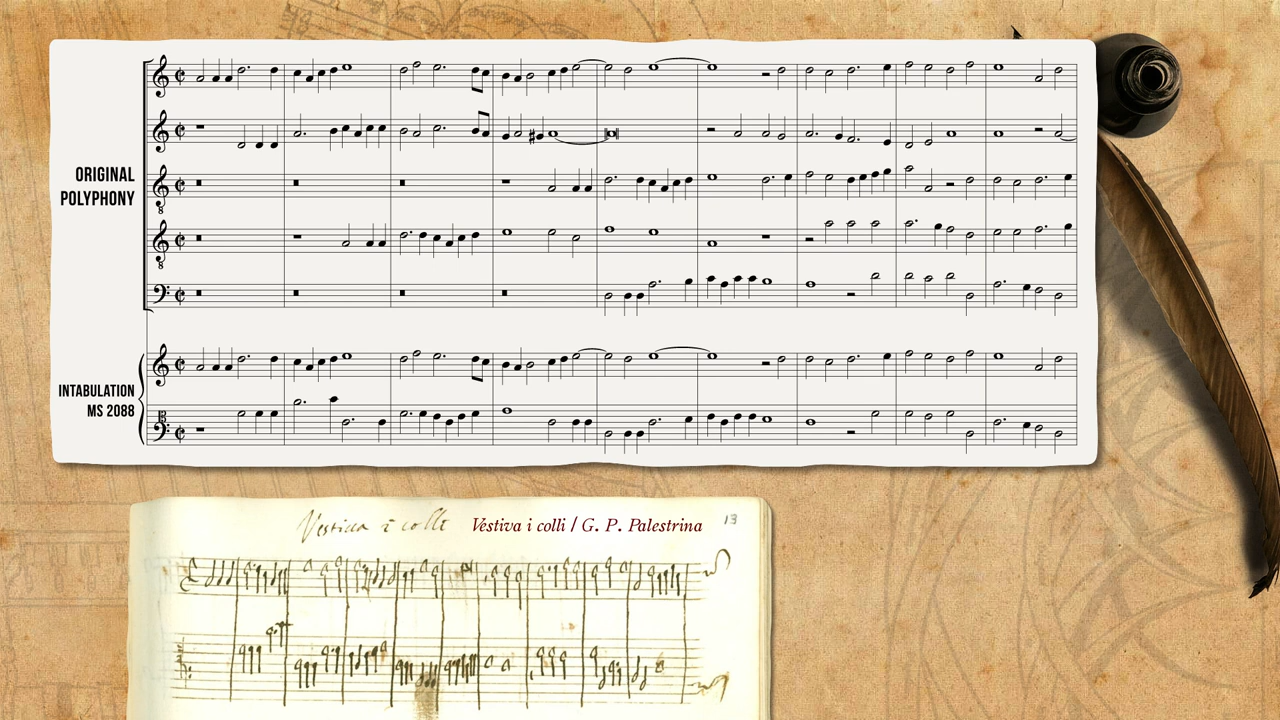 ORIGINAL
POLYPHONY
INTABULATION
MS 2088
Vestiva i colli
Vestiva i colli / G. P. Palestrina
13